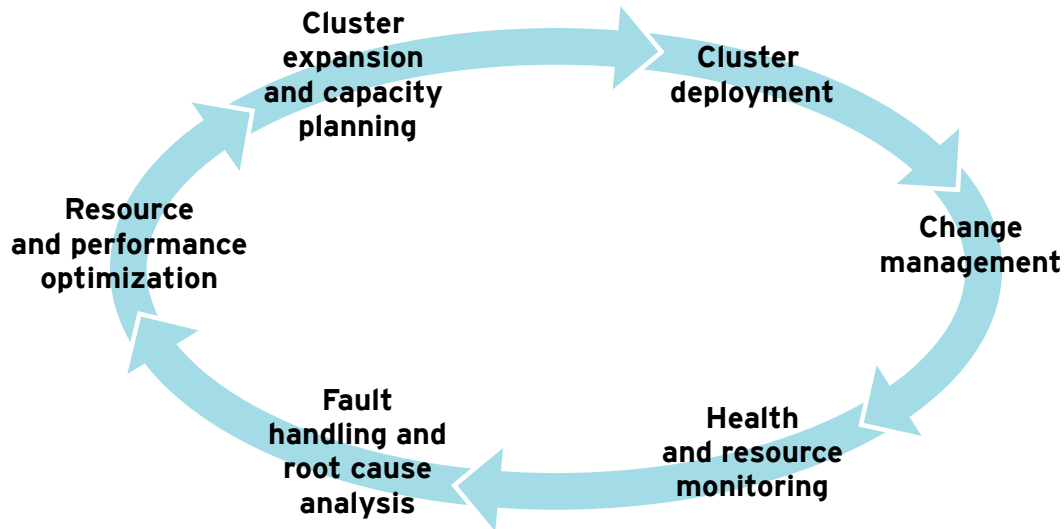 Cluster
expansion
and capacity
planning
Cluster
deployment
Change
management
Health
and resource
monitoring
Fault
handling and
root cause
analysis
Resource
and performance
optimization